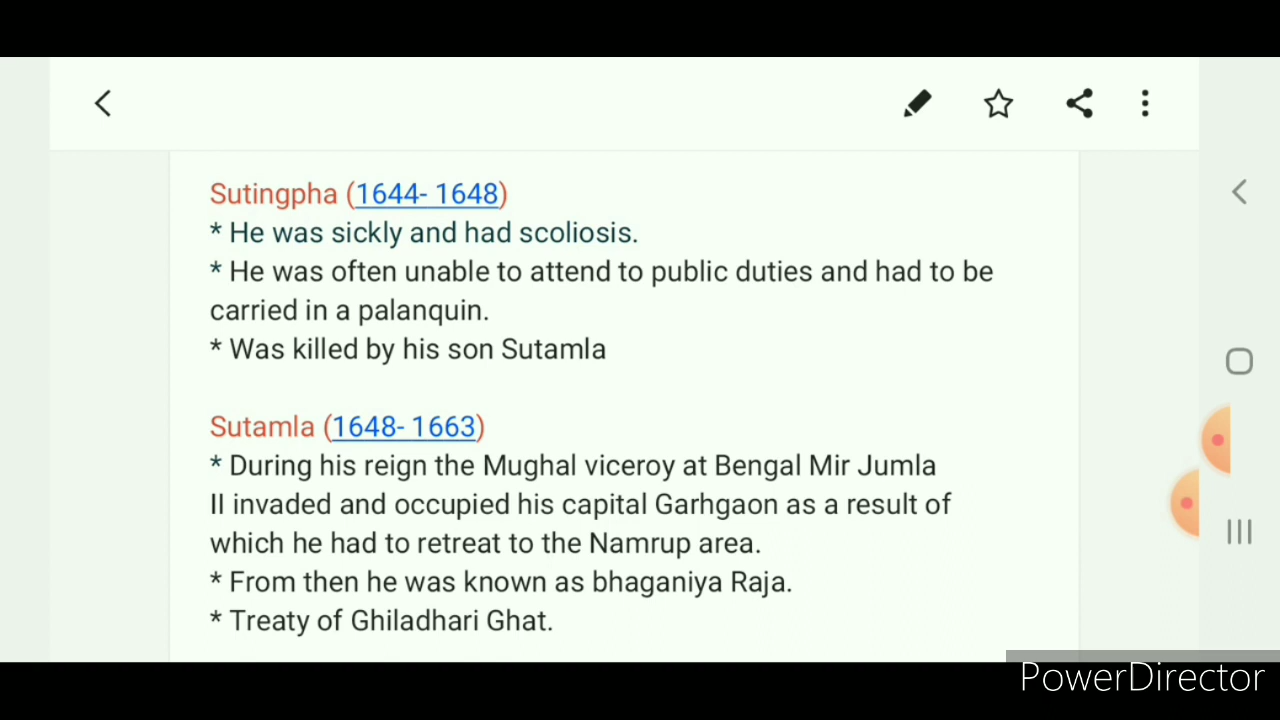 Sutingpha (1644- 1648)
* He was sickly and had scoliosis.
* He was often unable to attend to public duties and had to be
carried in a palanquin.
* Was killed by his son Sutamla
Sutamla (1648- 1663)
* During his reign the Mughal viceroy at Bengal Mir Jumla
II invaded and occupied his capital Garhgaon as a result of
which he had to retreat to the Namrup area.
* From then he was known as bhaganiya Raja.
* Treaty of Ghiladhari Ghat.
PowerDirector